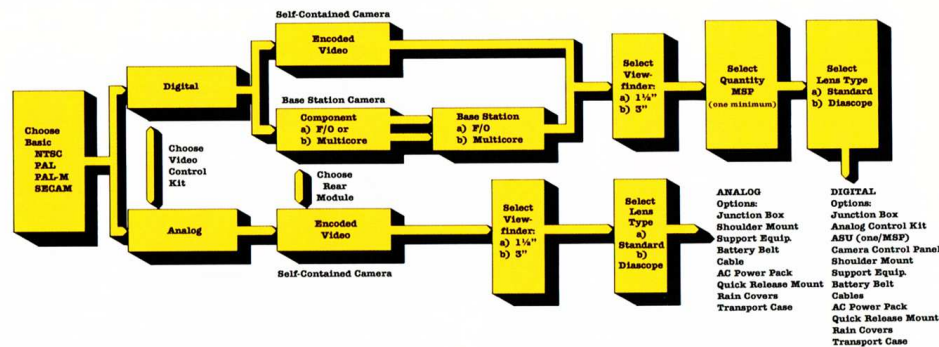 Self-Contained Camera
Encoded
Video
Digital
Base Station Camera
Component
a) F/O or
b) Multicore
Base Station
a) F/O
b) Multicore
Select
View-
finder:
a) 1½"
b) 3"
Select
Quantity
MSP
(one minimum)
Select
Lens Type
a) Standard
b) Diascope
Choose
Basic
NTSC
PAL
PAL-M
SECAM
Choose
Video
Control
Kit
Choose
Rear
Module
Analog
Encoded
Video
Self-Contained Camera
Select
View-
finder:
a) 1½"
b) 3"
Select
Lens
Type
a)
Standard
b)
Diascope
ANALOG
Options:
Junction Box
Shoulder Mount
Support Equip.
Battery Belt
Cable
AC Power Pack
Quick Release Mount
Rain Covers
Transport Case
DIGITAL
Options:
Junction Box
Analog Control Kit
ASU (one/MSP)
Camera Control Panel
Shoulder Mount
Support Equip.
Battery Belt
Cables
AC Power Pack
Quick Release Mount
Rain Covers
Transport Case